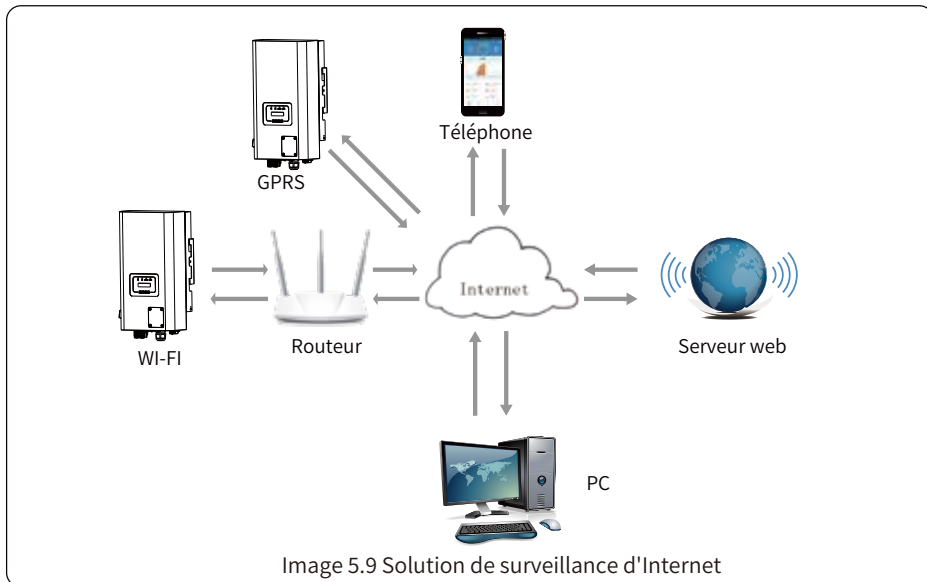 Téléphone
GPRS
Internet
WI-FI
Routeur
Serveur web
PC
Image 5.9 Solution de surveillance d'Internet